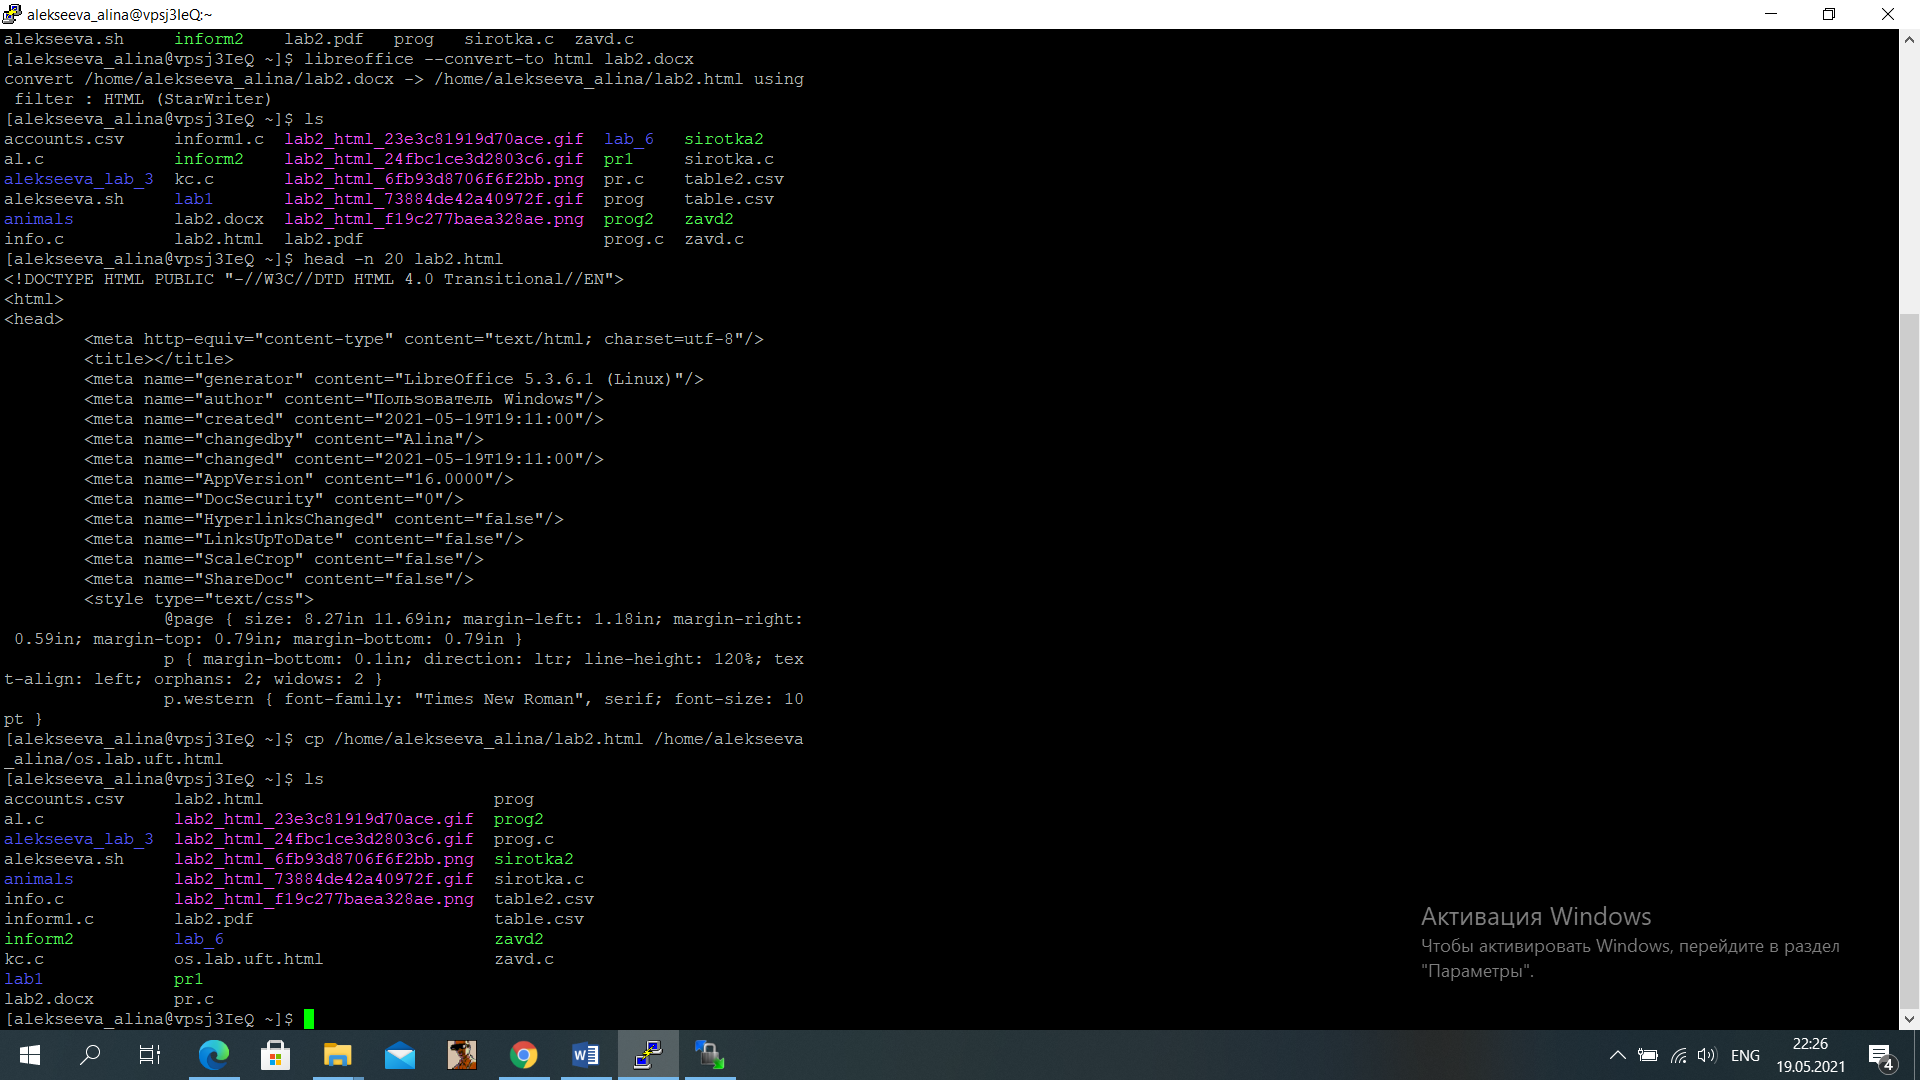 alekseeva_alina@vpsj3IeQ:~
alekseeva.sh     inform2    lab2.pdf   prog   sirotka.c  zavd.c
[alekseeva_alina@vpsj3IeQ ~]$ libreoffice --convert-to html lab2.docx
convert /home/alekseeva_alina/lab2.docx -> /home/alekseeva_alina/lab2.html using
 filter : HTML (StarWriter)
[alekseeva_alina@vpsj3IeQ ~]$ ls
accounts.csv     inform1.c  lab2_html_23e3c81919d70ace.gif  lab_6   sirotka2
al.c             inform2    lab2_html_24fbc1ce3d2803c6.gif  pr1     sirotka.c
alekseeva_lab_3  kc.c       lab2_html_6fb93d8706f6f2bb.png  pr.c    table2.csv
alekseeva.sh     lab1       lab2_html_73884de42a40972f.gif  prog    table.csv
animals          lab2.docx  lab2_html_f19c277baea328ae.png  prog2   zavd2
info.c           lab2.html  lab2.pdf                        prog.c  zavd.c
[alekseeva_alina@vpsj3IeQ ~]$ head -n 20 lab2.html
<!DOCTYPE HTML PUBLIC "-//W3C//DTD HTML 4.0 Transitional//EN">
<html>
<head>
        <meta http-equiv="content-type" content="text/html; charset=utf-8"/>
        <title></title>
        <meta name="generator" content="LibreOffice 5.3.6.1 (Linux)"/>
        <meta name="author" content="Пользователь Windows"/>
        <meta name="created" content="2021-05-19T19:11:00"/>
        <meta name="changedby" content="Alina"/>
        <meta name="changed" content="2021-05-19T19:11:00"/>
        <meta name="AppVersion" content="16.0000"/>
        <meta name="DocSecurity" content="0"/>
        <meta name="HyperlinksChanged" content="false"/>
        <meta name="LinksUpToDate" content="false"/>
        <meta name="ScaleCrop" content="false"/>
        <meta name="ShareDoc" content="false"/>
        <style type="text/css">
                @page { size: 8.27in 11.69in; margin-left: 1.18in; margin-right:
 0.59in; margin-top: 0.79in; margin-bottom: 0.79in }
                p { margin-bottom: 0.1in; direction: ltr; line-height: 120%; tex
t-align: left; orphans: 2; widows: 2 }
                p.western { font-family: "Times New Roman", serif; font-size: 10
pt }
[alekseeva_alina@vpsj3IeQ ~]$ cp /home/alekseeva_alina/lab2.html /home/alekseeva
_alina/os.lab.uft.html
[alekseeva_alina@vpsj3IeQ ~]$ ls
accounts.csv     lab2.html                       prog
al.c             lab2_html_23e3c81919d70ace.gif  prog2
alekseeva_lab_3  lab2_html_24fbc1ce3d2803c6.gif  prog.c
alekseeva.sh     lab2_html_6fb93d8706f6f2bb.png  sirotka2
animals          lab2_html_73884de42a40972f.gif  sirotka.c
info.c           lab2_html_f19c277baea328ae.png  table2.csv
inform1.c        lab2.pdf                        table.csv
inform2          lab_6                           zavd2
kc.c             os.lab.uft.html                 zavd.c
lab1             pr1
lab2.docx        pr.c
[alekseeva_alina@vpsj3IeQ ~]$
Активация Windows
Чтобы активировать Windows, перейдите в раздел
"Параметры".
ENG
22:26
19.05.2021
4